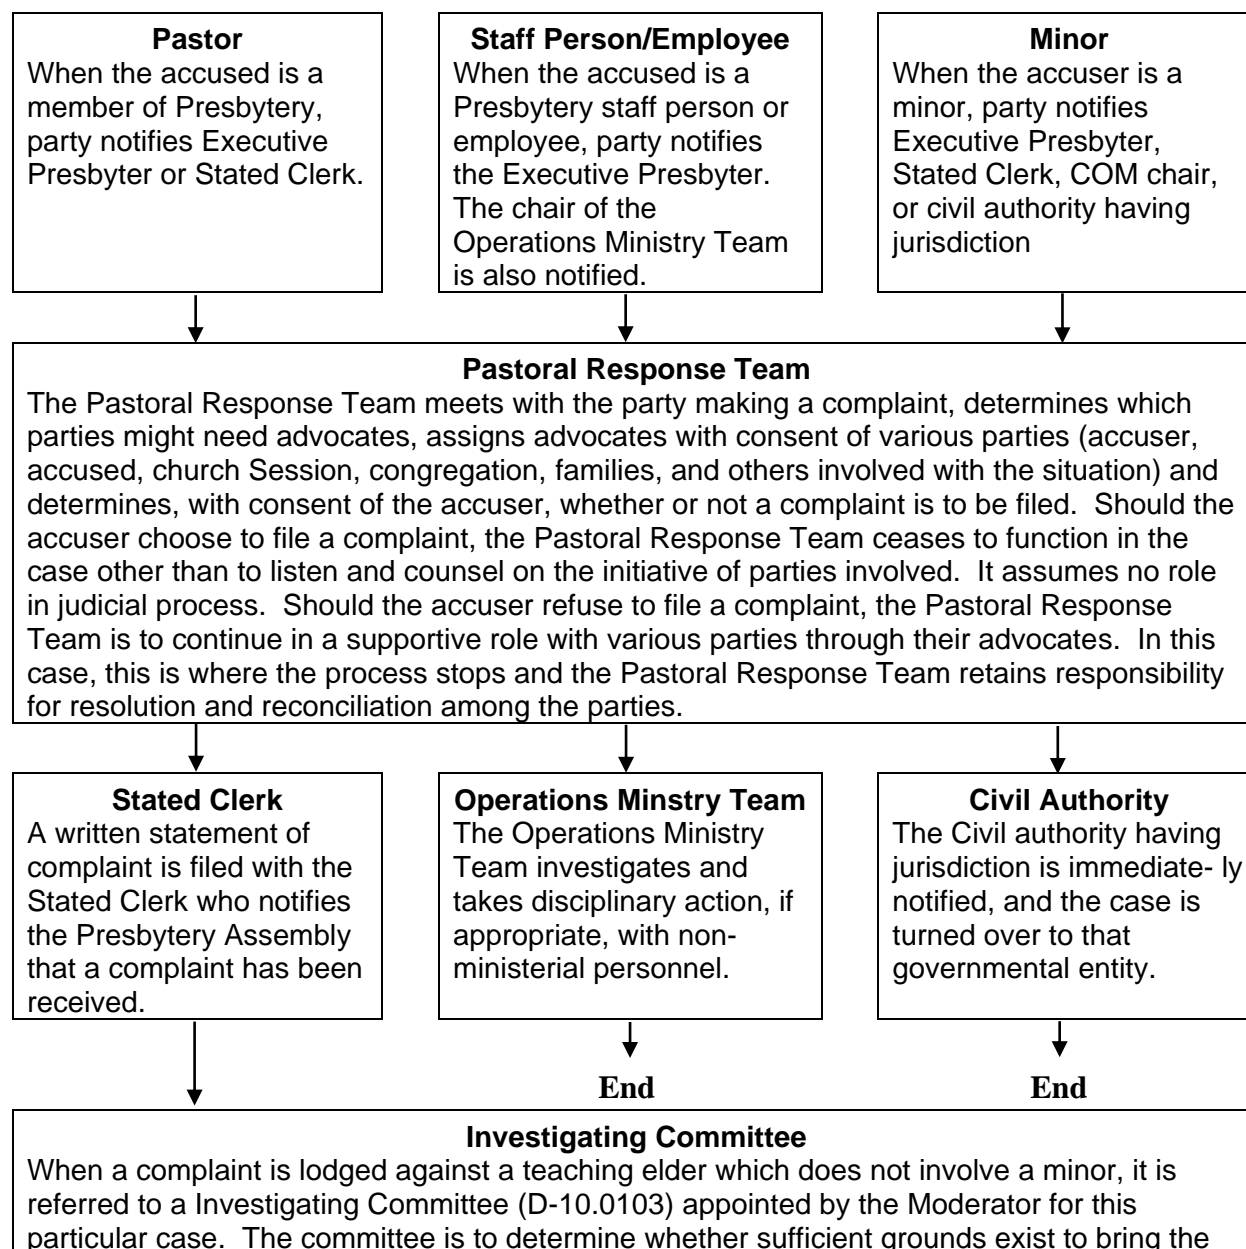 Pastor
When the accused is a
member of Presbytery,
party notifies Executive
Presbyter or Stated Clerk.
Staff Person/Employee
When the accused is a
Presbytery staff person or
employee, party notifies
the Executive Presbyter.
The chair of the
Operations Ministry Team
is also notified.
Minor
When the accuser is a
minor, party notifies
Executive Presbyter,
Stated Clerk, COM chair,
or civil authority having
jurisdiction
Pastoral Response Team
The Pastoral Response Team meets with the party making a complaint, determines which
parties might need advocates, assigns advocates with consent of various parties (accuser,
accused, church Session, congregation, families, and others involved with the situation) and
determines, with consent of the accuser, whether or not a complaint is to be filed.  Should the
accuser choose to file a complaint, the Pastoral Response Team ceases to function in the
case other than to listen and counsel on the initiative of parties involved.  It assumes no role
in judicial process.  Should the accuser refuse to file a complaint, the Pastoral Response
Team is to continue in a supportive role with various parties through their advocates.  In this
case, this is where the process stops and the Pastoral Response Team retains responsibility
for resolution and reconciliation among the parties.
Stated Clerk
A written statement of
complaint is filed with the
Stated Clerk who notifies
the Presbytery Assembly
that a complaint has been
received.
Operations Minstry Team
The Operations Ministry
Team investigates and
takes disciplinary action, if
appropriate, with non-
ministerial personnel.
Civil Authority
The Civil authority having
jurisdiction is immediate- ly
notified, and the case is
turned over to that
governmental entity.
End
End
Investigating Committee
When a complaint is lodged against a teaching elder which does not involve a minor, it is
referred to a Investigating Committee (D-10.0103) appointed by the Moderator for this
particular case.  The committee is to determine whether sufficient grounds exist to bring the